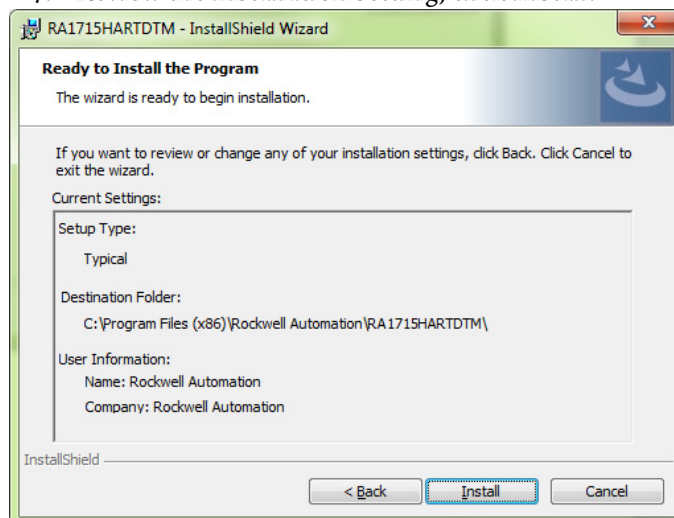 RA1715HARTDTM - InstallShield Wizard
Ready to Install the Program
The wizard is ready to begin installation.
If you want to review or change any of your installation settings, click Back. Click Cancel to
exit the wizard.
Current Settings:
Setup Type:
Typical
Destination Folder:
C:\Program Files (x86)\Rockwell Automation\RA1715HARTDTM\
User Information:
Name: Rockwell Automation
Company: Rockwell Automation
InstallShield
< Back Install Cancel